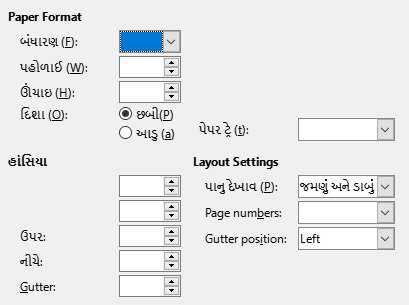 Paper Format
બંધારણ (F):
પહોળાઈ (W):
ઊંચાઇ (H):
દિશા (O):
છબી(P)
આડુ (a)
પેપર ટ્રે (t):
હાંસિયા
Layout Settings
પાનુ દેખાવ (P):
જમણું અને ડાબું
Page numbers:
ઉપર:
Gutter position:
Left
નીચે:
Gutter: